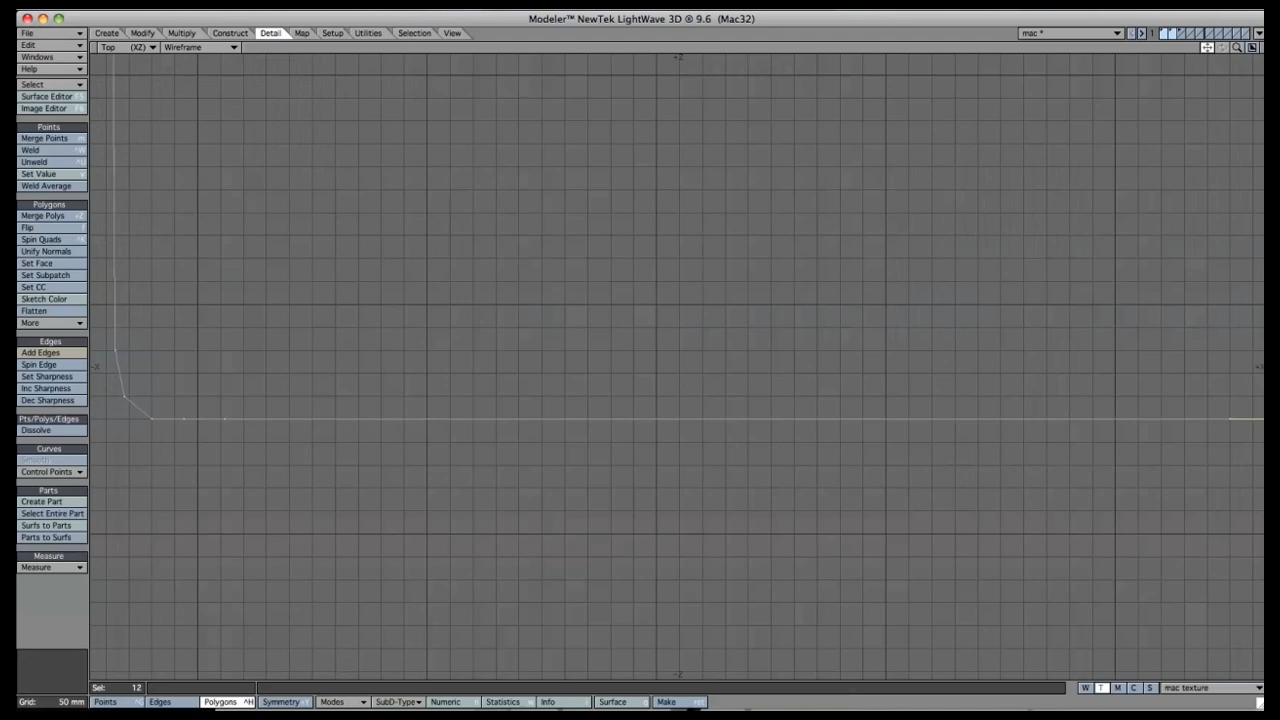 Modeler™ NewTek LightWave 3D ® 9.6 (Mac32)
File Create Modify Multiply Construct Detail Map Setup Utilities Selection View mac * 1
Edit Top (XZ) Wireframe
Windows
Help
Select
Surface Editor F5
Image Editor F6
Points
Merge Points m
Weld ^W
Unweld ^U
Set Value v
Weld Average
Polygons
Merge Polys +Z
Flip f
Spin Quads ^K
Unify Normals
Set Face
Set Subpatch
Set CC
Sketch Color
Flatten
More
Edges
Add Edges
Spin Edge
Set Sharpness
Inc Sharpness
Dec Sharpness
Pts/Polys/Edges
Dissolve
Curves
Control Points
Parts
Create Part
Select Entire Part
Surfs to Parts
Parts to Surfs
Measure
Measure
+Z
-X
-Z
Sel: 12 W T M C S mac texture
Grid: 50 mm Points Edges Polygons ^H Symmetry Modes SubD-Type Numeric Statistics Info Surface Make